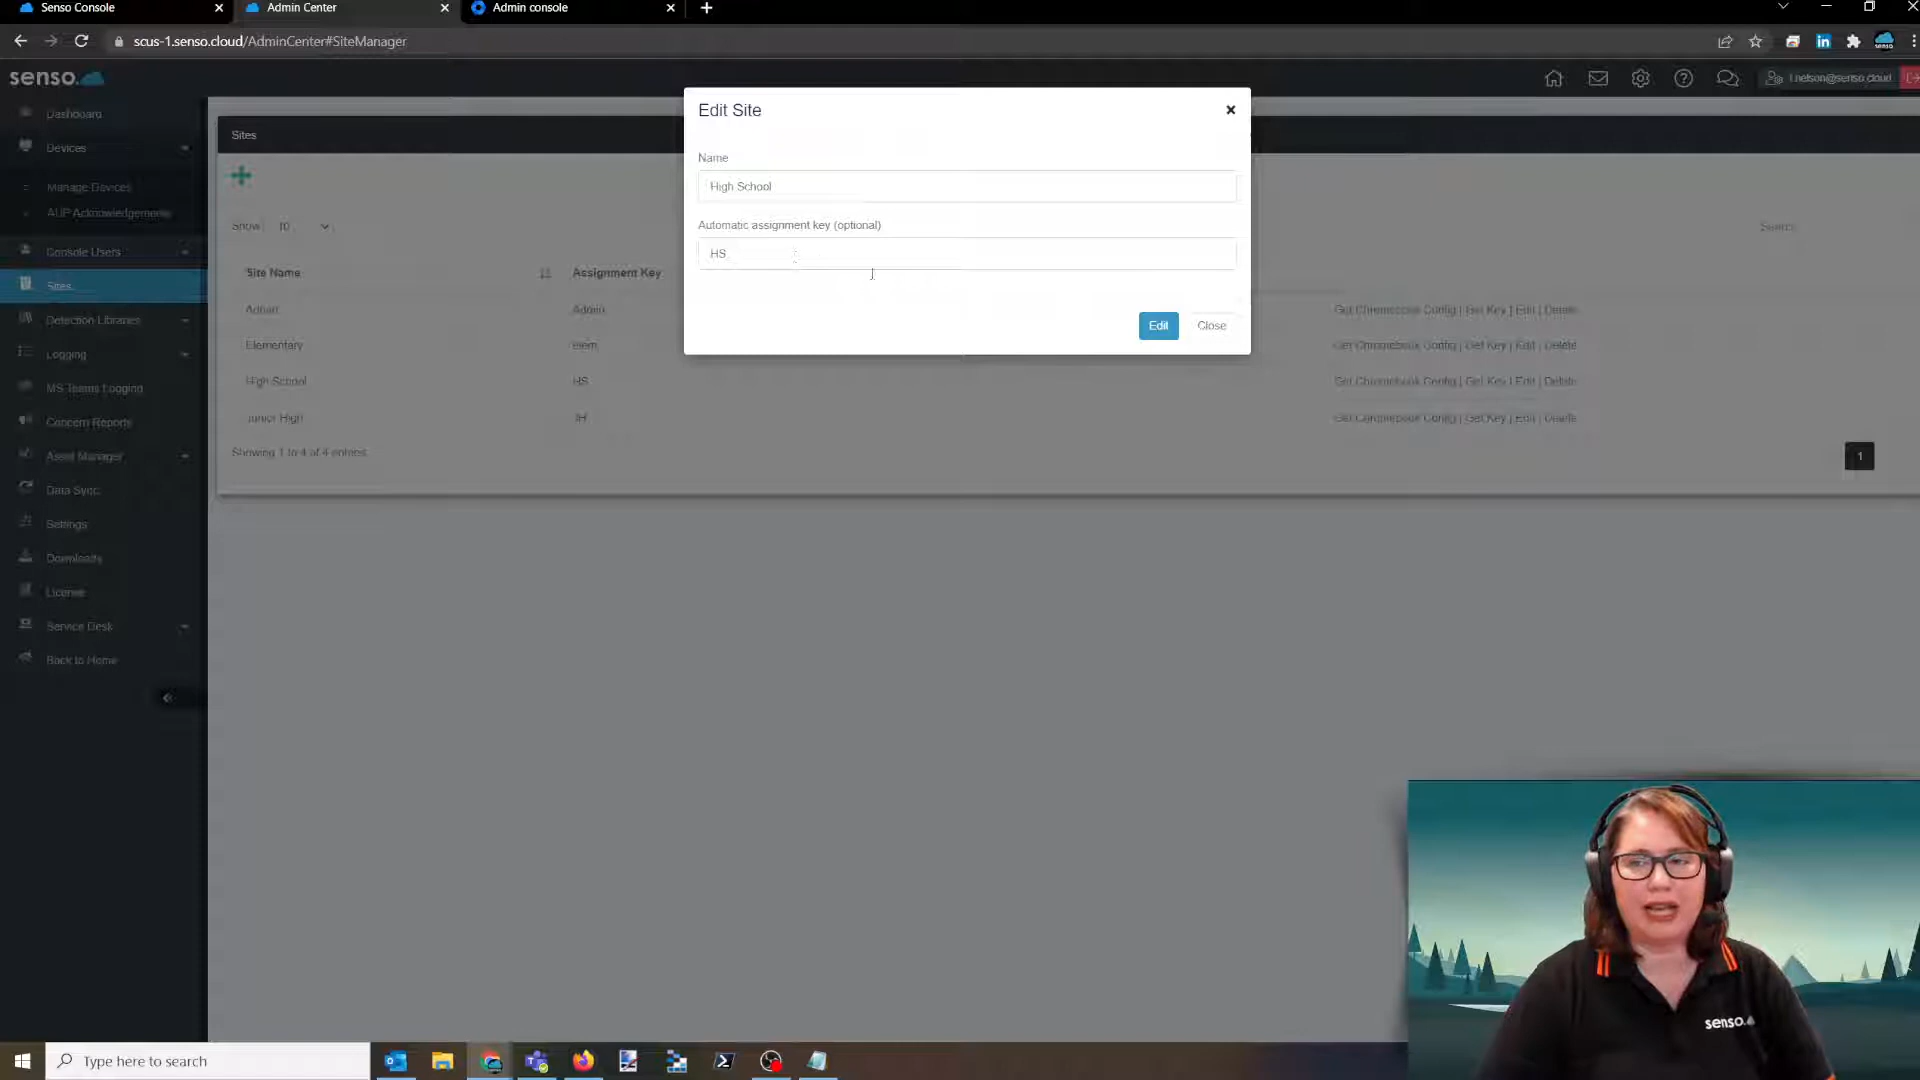 Senso Console
Admin Center
Admin console
scus-1.senso.cloud/AdminCenter#SiteManager
senso.
l.nelson@senso.cloud
Dashboard
Devices
Manage Devices
AUP Acknowledgements
Console Users
Sites
Detection Libraries
Logging
MS Teams Logging
Concern Reports
Asset Manager
Data Sync
Settings
Downloads
License
Service Desk
Back to Home
Sites
Show 10
Search
Site Name Assignment Key
Admin Admin Get Chromebook Config | Get Key | Edit | Delete
Elementary elem Get Chromebook Config | Get Key | Edit | Delete
High School HS Get Chromebook Config | Get Key | Edit | Delete
Junior High JH Get Chromebook Config | Get Key | Edit | Delete
Showing 1 to 4 of 4 entries
1
Edit Site
Name
High School
Automatic assignment key (optional)
HS
Edit Close
senso.
Type here to search